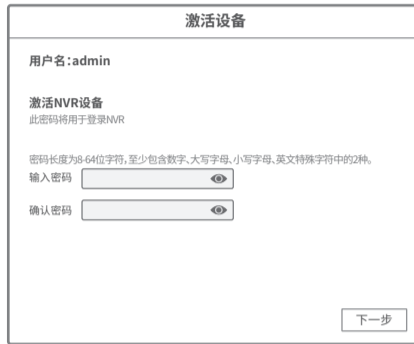 激活设备
用户名:admin
激活NVR设备
此密码将用于登录NVR
密码长度为8-64位字符,至少包含数字、大写字母、小写字母、英文特殊字符中的2种。
输入密码
确认密码
下一步